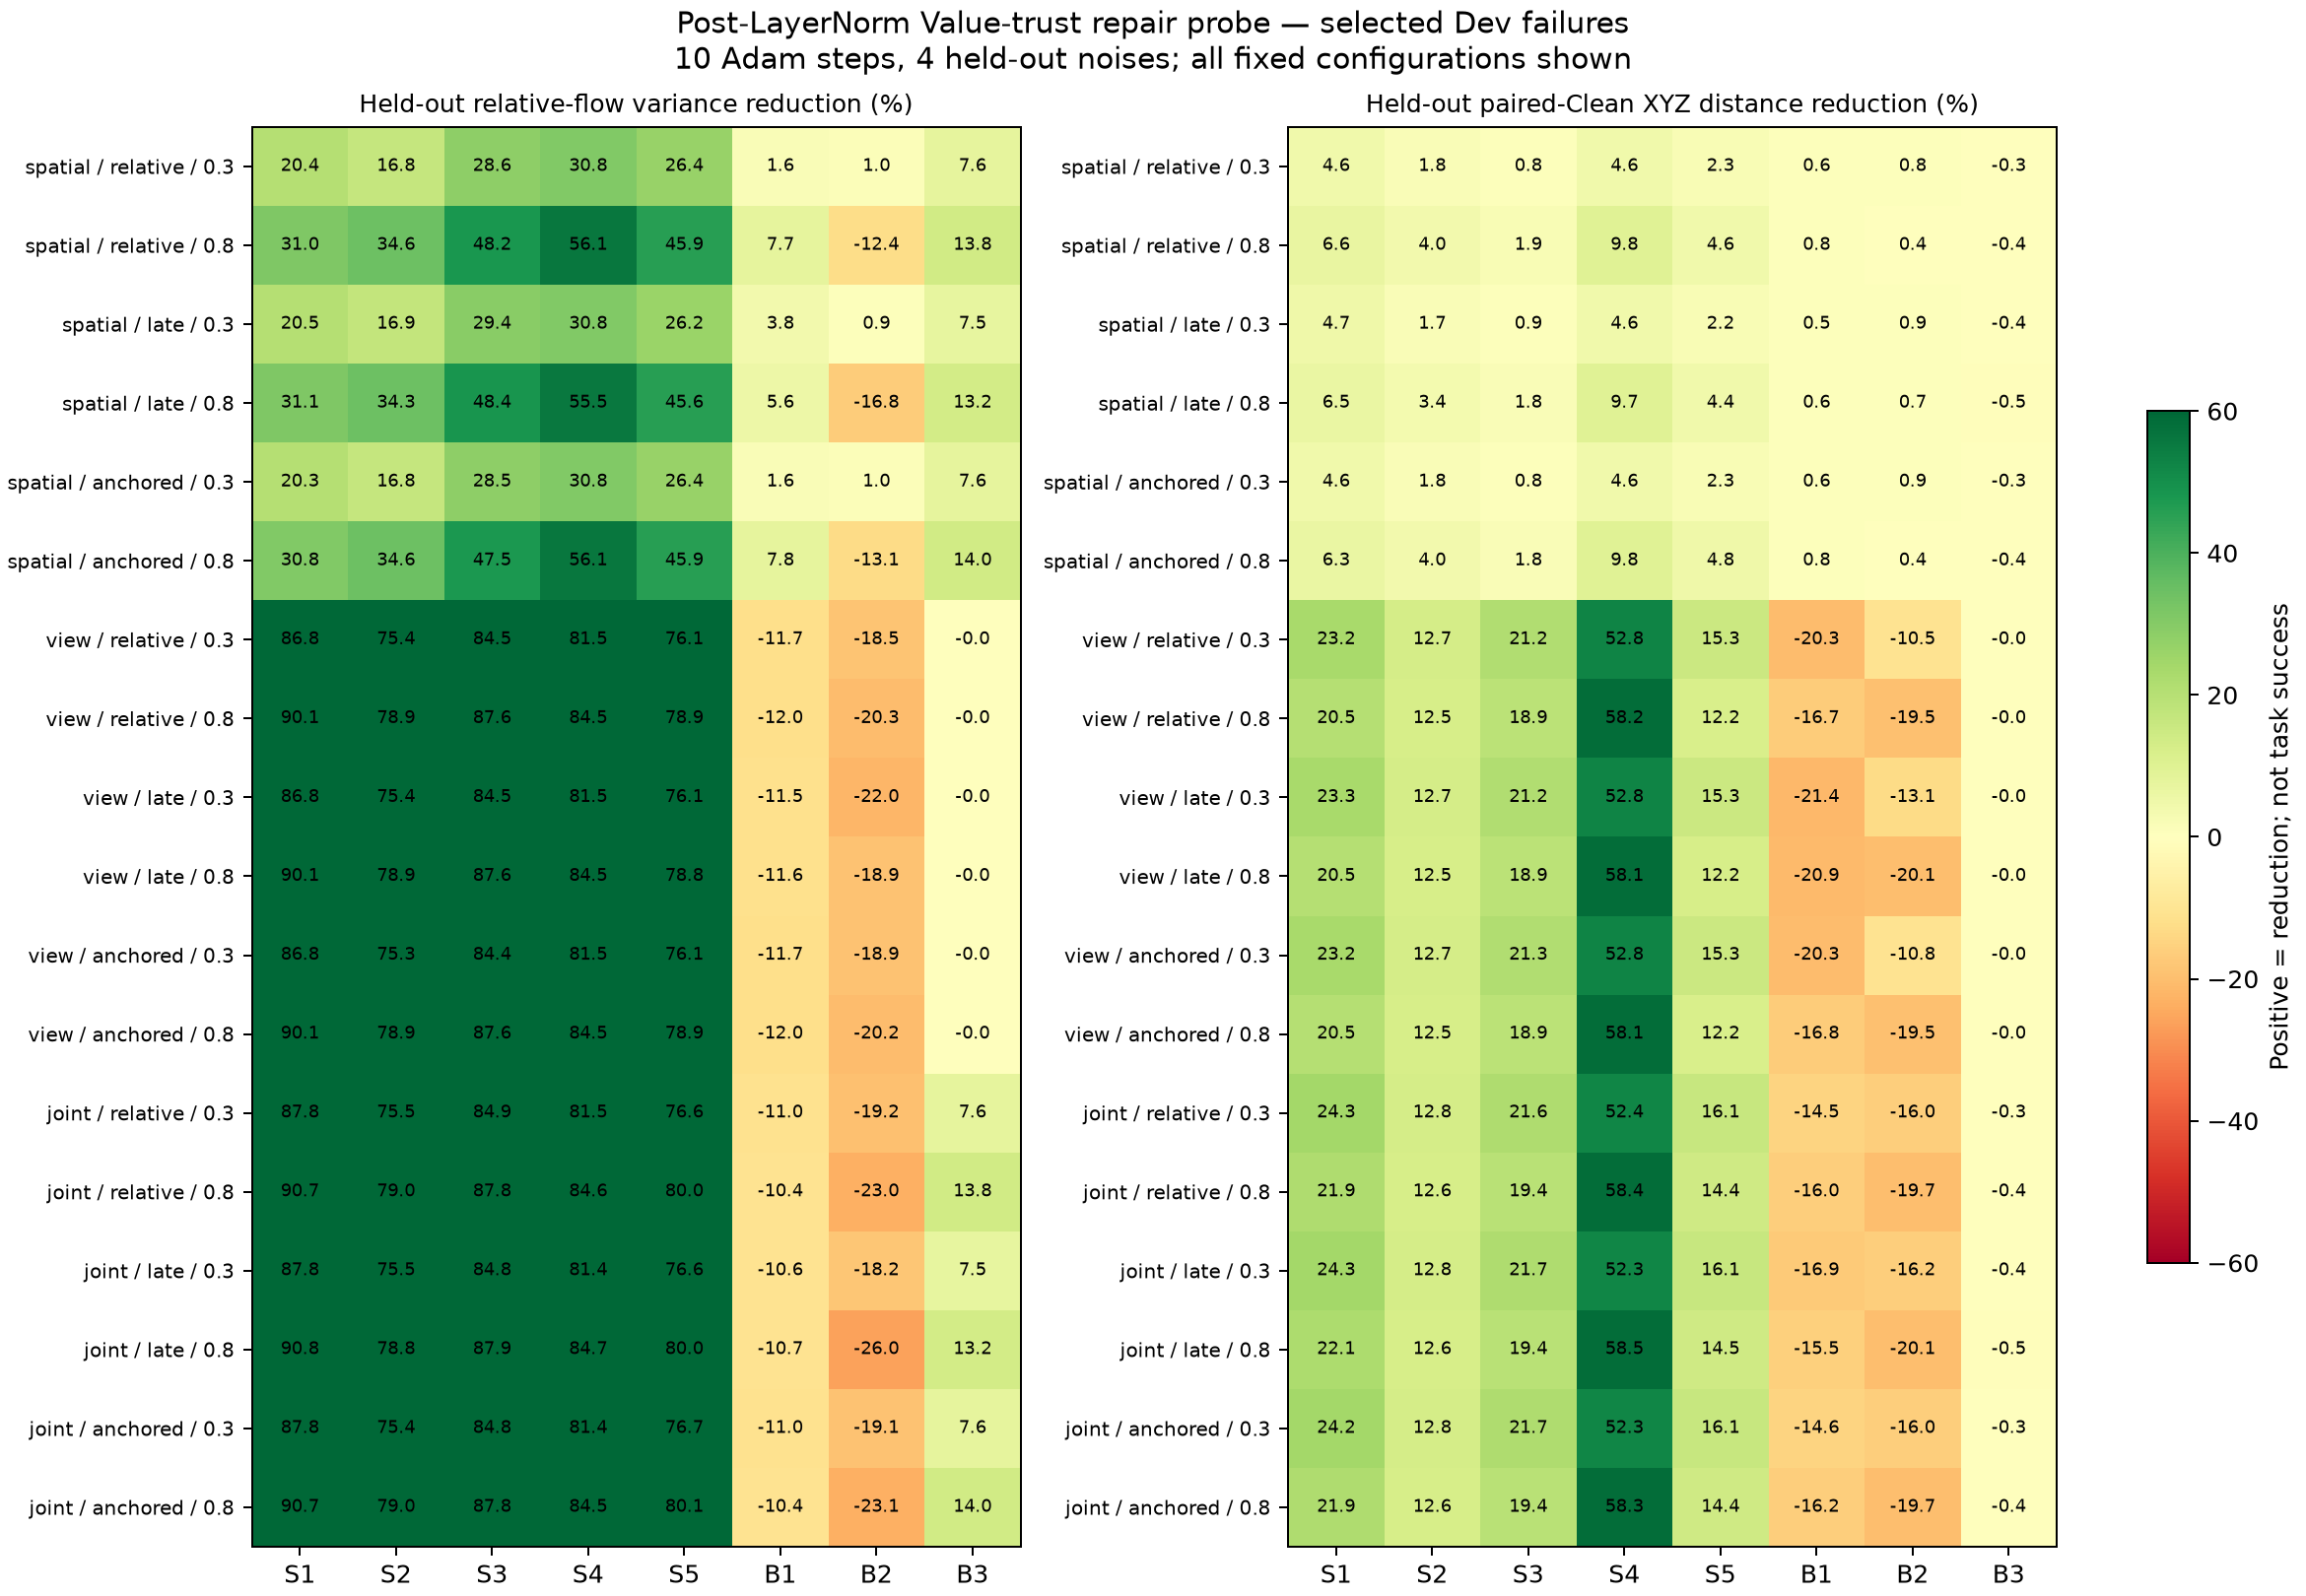 Post-LayerNorm Value-trust repair probe — selected Dev failures
10 Adam steps, 4 held-out noises; all fixed configurations shown
Held-out relative-flow variance reduction (%)
spatial / relative / 0.3 20.4 16.8 28.6 30.8 26.4 1.6 1.0 7.6
spatial / relative / 0.8 31.0 34.6 48.2 56.1 45.9 7.7 -12.4 13.8
spatial / late / 0.3 20.5 16.9 29.4 30.8 26.2 3.8 0.9 7.5
spatial / late / 0.8 31.1 34.3 48.4 55.5 45.6 5.6 -16.8 13.2
spatial / anchored / 0.3 20.3 16.8 28.5 30.8 26.4 1.6 1.0 7.6
spatial / anchored / 0.8 30.8 34.6 47.5 56.1 45.9 7.8 -13.1 14.0
view / relative / 0.3 86.8 75.4 84.5 81.5 76.1 -11.7 -18.5 -0.0
view / relative / 0.8 90.1 78.9 87.6 84.5 78.9 -12.0 -20.3 -0.0
view / late / 0.3 86.8 75.4 84.5 81.5 76.1 -11.5 -22.0 -0.0
view / late / 0.8 90.1 78.9 87.6 84.5 78.8 -11.6 -18.9 -0.0
view / anchored / 0.3 86.8 75.3 84.4 81.5 76.1 -11.7 -18.9 -0.0
view / anchored / 0.8 90.1 78.9 87.6 84.5 78.9 -12.0 -20.2 -0.0
joint / relative / 0.3 87.8 75.5 84.9 81.5 76.6 -11.0 -19.2 7.6
joint / relative / 0.8 90.7 79.0 87.8 84.6 80.0 -10.4 -23.0 13.8
joint / late / 0.3 87.8 75.5 84.8 81.4 76.6 -10.6 -18.2 7.5
joint / late / 0.8 90.8 78.8 87.9 84.7 80.0 -10.7 -26.0 13.2
joint / anchored / 0.3 87.8 75.4 84.8 81.4 76.7 -11.0 -19.1 7.6
joint / anchored / 0.8 90.7 79.0 87.8 84.5 80.1 -10.4 -23.1 14.0
S1 S2 S3 S4 S5 B1 B2 B3
Held-out paired-Clean XYZ distance reduction (%)
spatial / relative / 0.3 4.6 1.8 0.8 4.6 2.3 0.6 0.8 -0.3
spatial / relative / 0.8 6.6 4.0 1.9 9.8 4.6 0.8 0.4 -0.4
spatial / late / 0.3 4.7 1.7 0.9 4.6 2.2 0.5 0.9 -0.4
spatial / late / 0.8 6.5 3.4 1.8 9.7 4.4 0.6 0.7 -0.5
spatial / anchored / 0.3 4.6 1.8 0.8 4.6 2.3 0.6 0.9 -0.3
spatial / anchored / 0.8 6.3 4.0 1.8 9.8 4.8 0.8 0.4 -0.4
view / relative / 0.3 23.2 12.7 21.2 52.8 15.3 -20.3 -10.5 -0.0
view / relative / 0.8 20.5 12.5 18.9 58.2 12.2 -16.7 -19.5 -0.0
view / late / 0.3 23.3 12.7 21.2 52.8 15.3 -21.4 -13.1 -0.0
view / late / 0.8 20.5 12.5 18.9 58.1 12.2 -20.9 -20.1 -0.0
view / anchored / 0.3 23.2 12.7 21.3 52.8 15.3 -20.3 -10.8 -0.0
view / anchored / 0.8 20.5 12.5 18.9 58.1 12.2 -16.8 -19.5 -0.0
joint / relative / 0.3 24.3 12.8 21.6 52.4 16.1 -14.5 -16.0 -0.3
joint / relative / 0.8 21.9 12.6 19.4 58.4 14.4 -16.0 -19.7 -0.4
joint / late / 0.3 24.3 12.8 21.7 52.3 16.1 -16.9 -16.2 -0.4
joint / late / 0.8 22.1 12.6 19.4 58.5 14.5 -15.5 -20.1 -0.5
joint / anchored / 0.3 24.2 12.8 21.7 52.3 16.1 -14.6 -16.0 -0.3
joint / anchored / 0.8 21.9 12.6 19.4 58.3 14.4 -16.2 -19.7 -0.4
S1 S2 S3 S4 S5 B1 B2 B3
60
40
20
0
−20
−40
−60
Positive = reduction; not task success